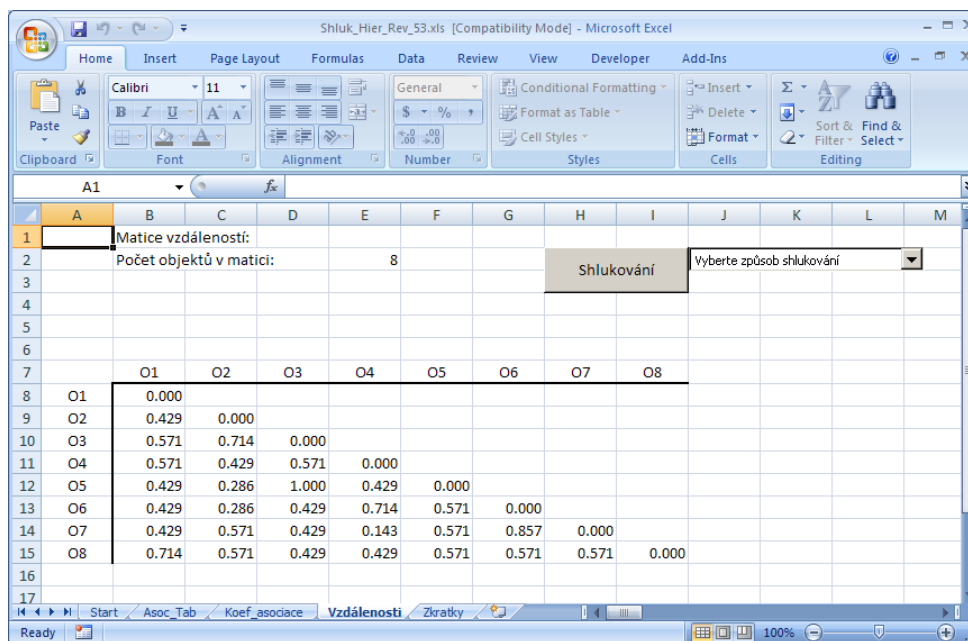 Shluk_Hier_Rev_53.xls [Compatibility Mode] - Microsoft Excel
Home Insert Page Layout Formulas Data Review View Developer Add-Ins
Calibri 11 General Conditional Formatting Insert Σ
Paste B I U A A $ % , Format as Table Delete Sort & Find &
Cell Styles Format Filter Select
Clipboard Font Alignment Number Styles Cells Editing
A1 fx
A B C D E F G H I J K L M
1 Matice vzdáleností:
2 Počet objektů v matici: 8 Shlukování Vyberte způsob shlukování
3
4
5
6
7 O1 O2 O3 O4 O5 O6 O7 O8
8 O1 0.000
9 O2 0.429 0.000
10 O3 0.571 0.714 0.000
11 O4 0.571 0.429 0.571 0.000
12 O5 0.429 0.286 1.000 0.429 0.000
13 O6 0.429 0.286 0.429 0.714 0.571 0.000
14 O7 0.429 0.571 0.429 0.143 0.571 0.857 0.000
15 O8 0.714 0.571 0.429 0.429 0.571 0.571 0.571 0.000
16
17
Start Asoc_Tab Koef_asociace Vzdálenosti Zkratky
Ready 100%